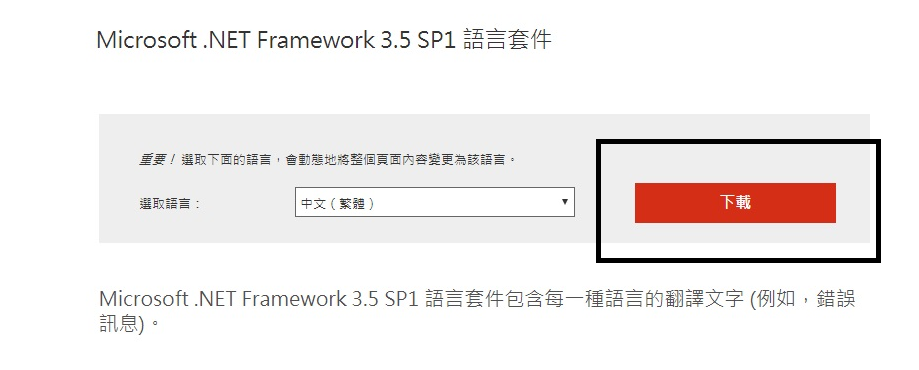 Microsoft .NET Framework 3.5 SP1 語言套件
重要！選取下面的語言，會動態地將整個頁面內容變更為該語言。
選取語言：
中文（繁體）
下載
Microsoft .NET Framework 3.5 SP1 語言套件包含每一種語言的翻譯文字 (例如，錯誤
訊息)。